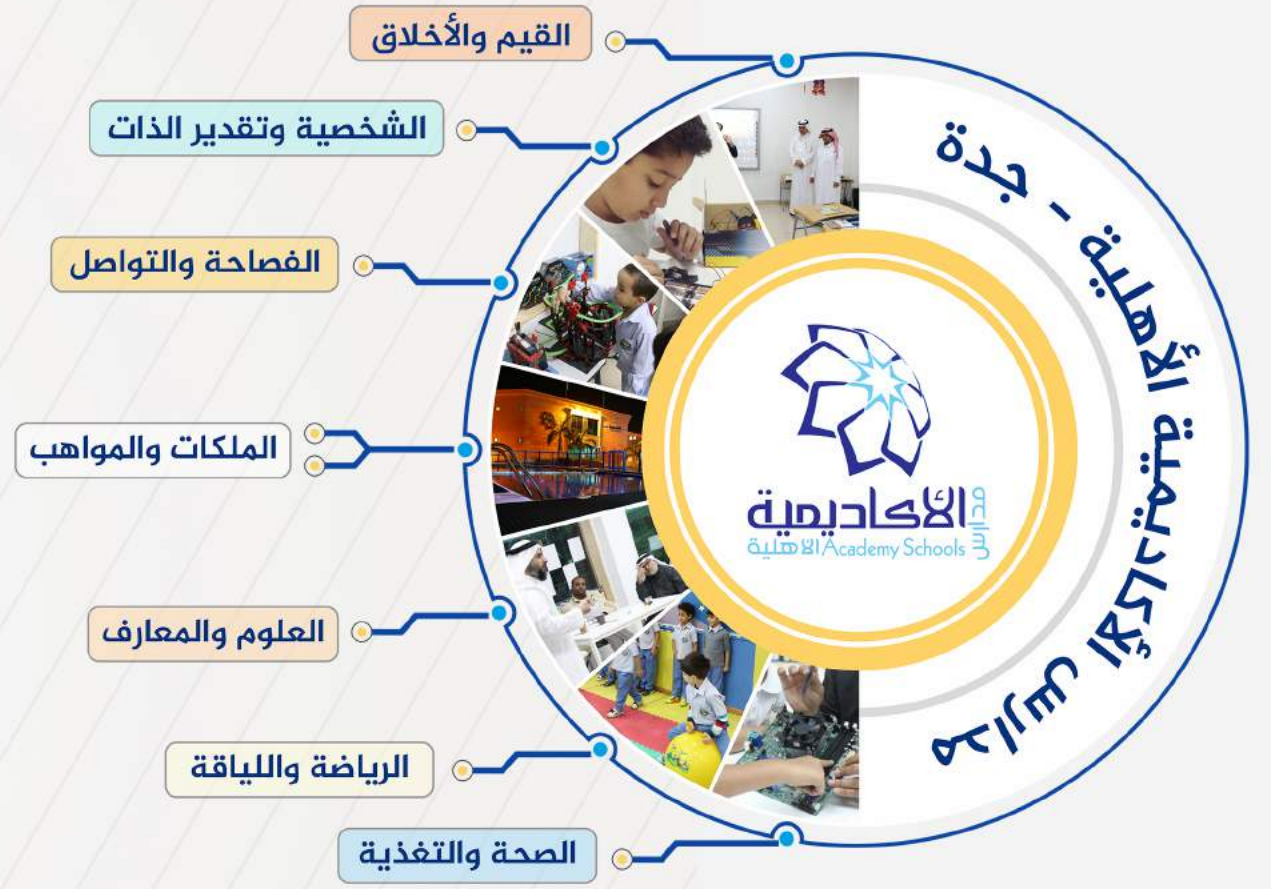 القيم والأخلاق
الشخصية وتقدير الذات
الفصاحة والتواصل
الملكات والمواهب
العلوم والمعارف
الرياضة واللياقة
الصحة والتغذية
مدارس الأكاديمية الأهلية - جدة
مدارس
الأكاديمية
الأهلية Academy Schools